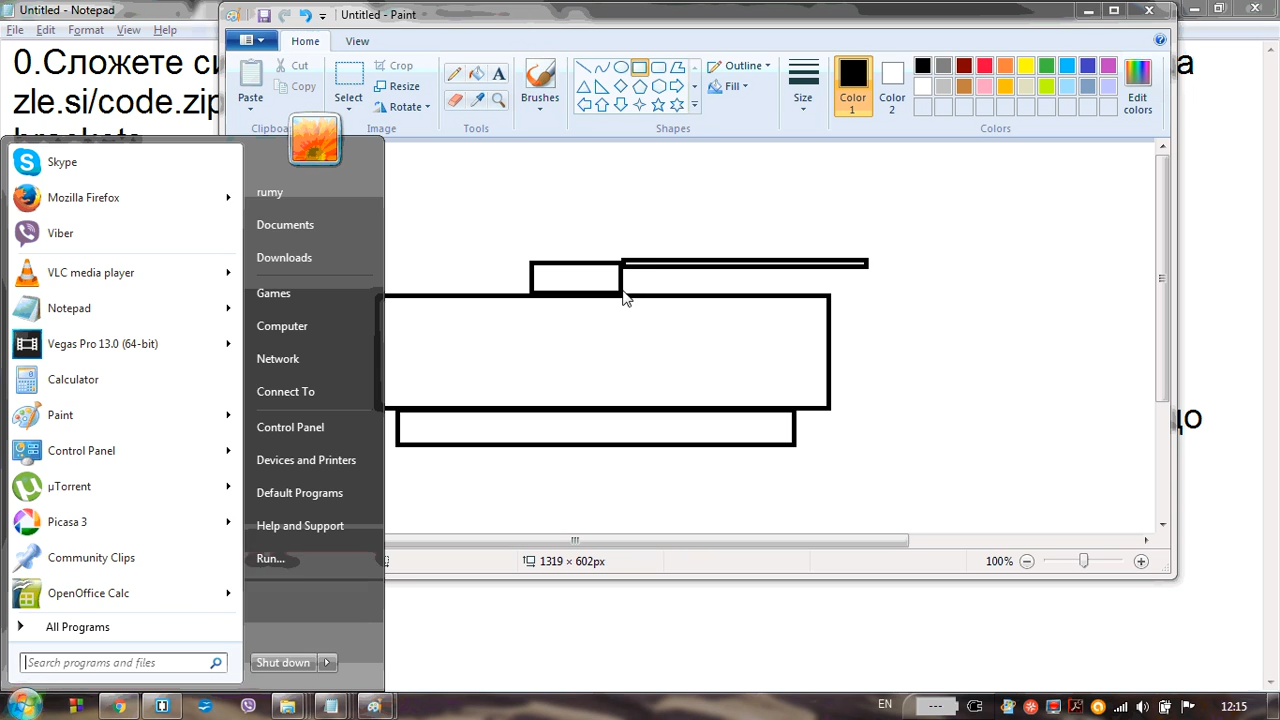 Untitled - Notepad
File Edit Format View Help
0.Сложете
zle.si/code.zip
brackets
Untitled - Paint
Home View
Paste
Cut
Copy
Clipboa
Select
Crop
Resize
Rotate
Image
Tools
Brushes
Shapes
Outline
Fill
Size
Color 1
Color 2
Edit colors
Colors
а
до
Skype
Mozilla Firefox
Viber
VLC media player
Notepad
Vegas Pro 13.0 (64-bit)
Calculator
Paint
Control Panel
µTorrent
Picasa 3
Community Clips
OpenOffice Calc
All Programs
Search programs and files
rumy
Documents
Downloads
Games
Computer
Network
Connect To
Control Panel
Devices and Printers
Default Programs
Help and Support
Run...
Shut down
1319 × 602px
100%
EN
12:15